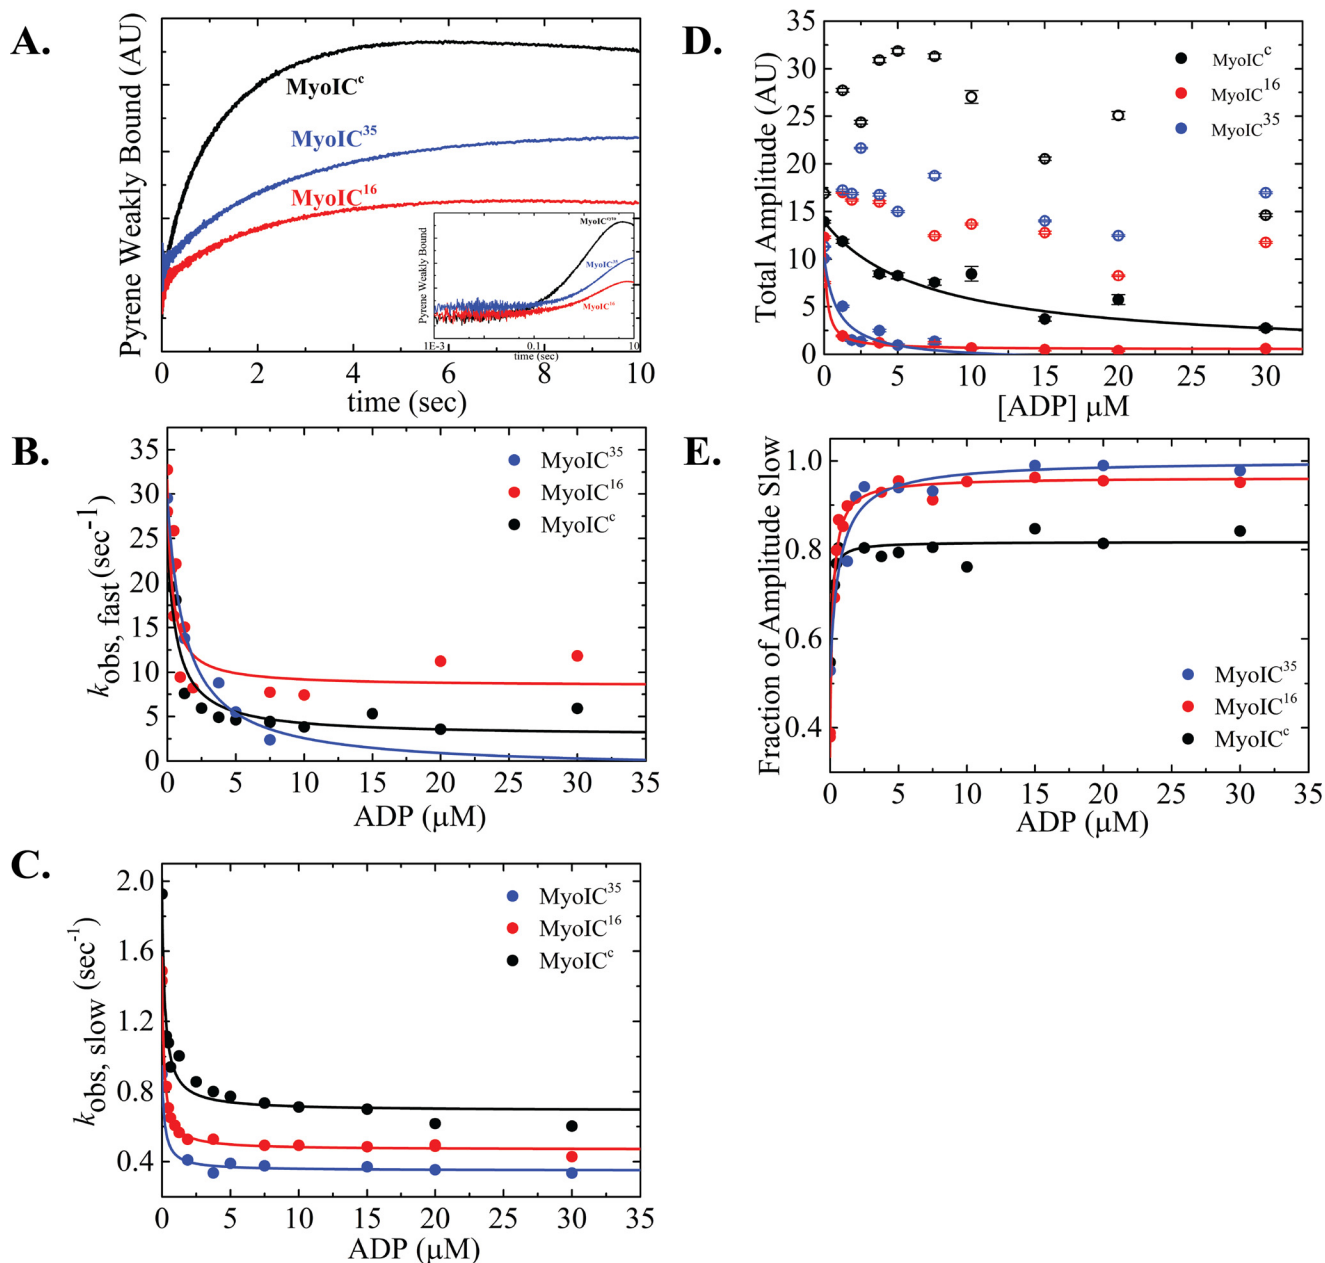 A.
Pyrene Weakly Bound (AU)
MyoIC^c
MyoIC^35
MyoIC^16
Pyrene Weakly Bound
MyoIC^35
MyoIC^16
1E-3 0.1 10
time (sec)
0 2 4 6 8 10
time (sec)
D.
Total Amplitude (AU)
35
30
25
20
15
10
5
0
MyoIC^c
MyoIC^16
MyoIC^35
0 5 10 15 20 25 30
[ADP] μM
B.
k_obs, fast (sec^-1)
35
30
25
20
15
10
5
0
MyoIC^35
MyoIC^16
MyoIC^c
0 5 10 15 20 25 30 35
ADP (μM)
E.
Fraction of Amplitude Slow
1.0
0.8
0.6
0.4
MyoIC^35
MyoIC^16
MyoIC^c
0 5 10 15 20 25 30 35
ADP (μM)
C.
k_obs, slow (sec^-1)
2.0
1.6
1.2
0.8
0.4
MyoIC^35
MyoIC^16
MyoIC^c
0 5 10 15 20 25 30 35
ADP (μM)